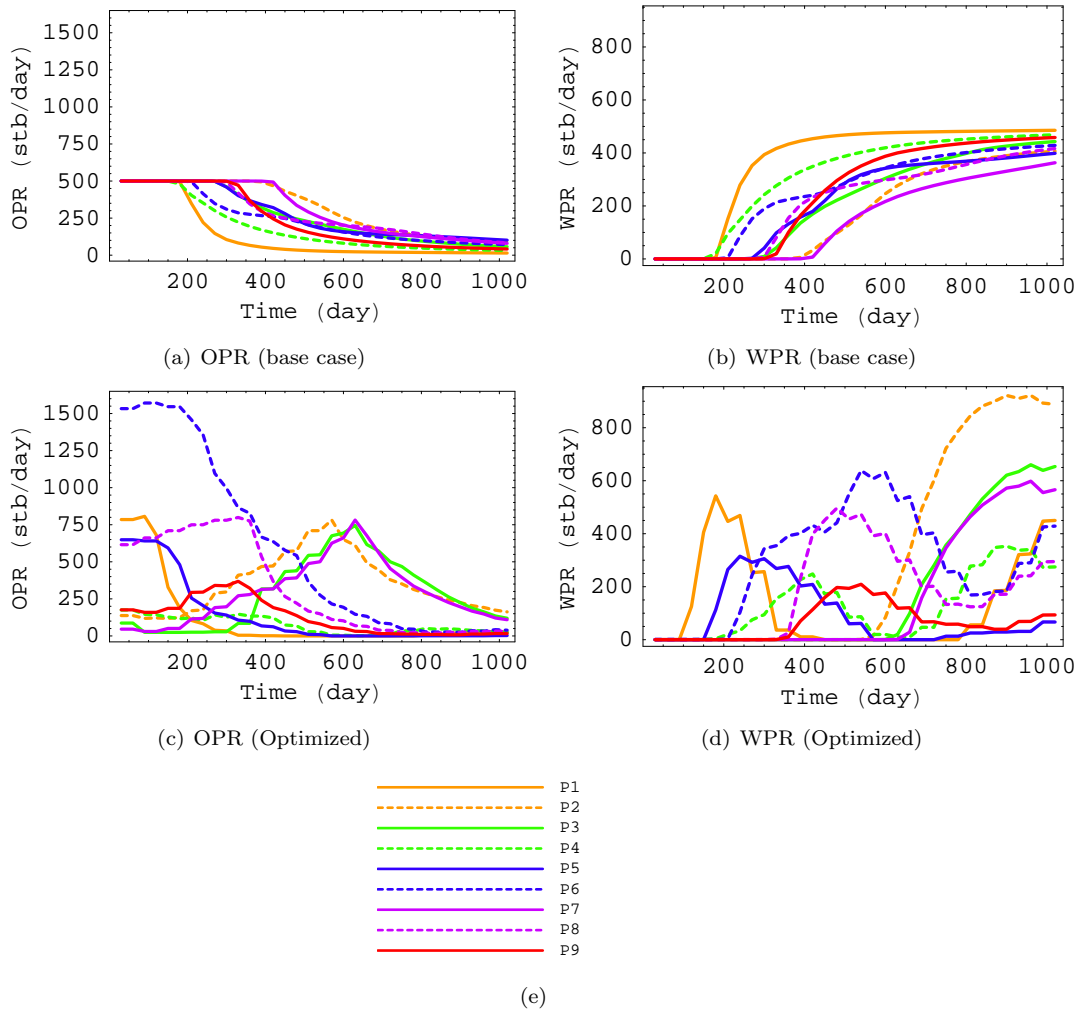 1500
1250
1000
750
500
250
0
OPR (stb/day)
200 400 600 800 1000
Time (day)
(a) OPR (base case)
800
600
400
200
0
WPR (stb/day)
200 400 600 800 1000
Time (day)
(b) WPR (base case)
1500
1250
1000
750
500
250
0
OPR (stb/day)
200 400 600 800 1000
Time (day)
(c) OPR (Optimized)
800
600
400
200
0
WPR (stb/day)
200 400 600 800 1000
Time (day)
(d) WPR (Optimized)
P1
P2
P3
P4
P5
P6
P7
P8
P9
(e)